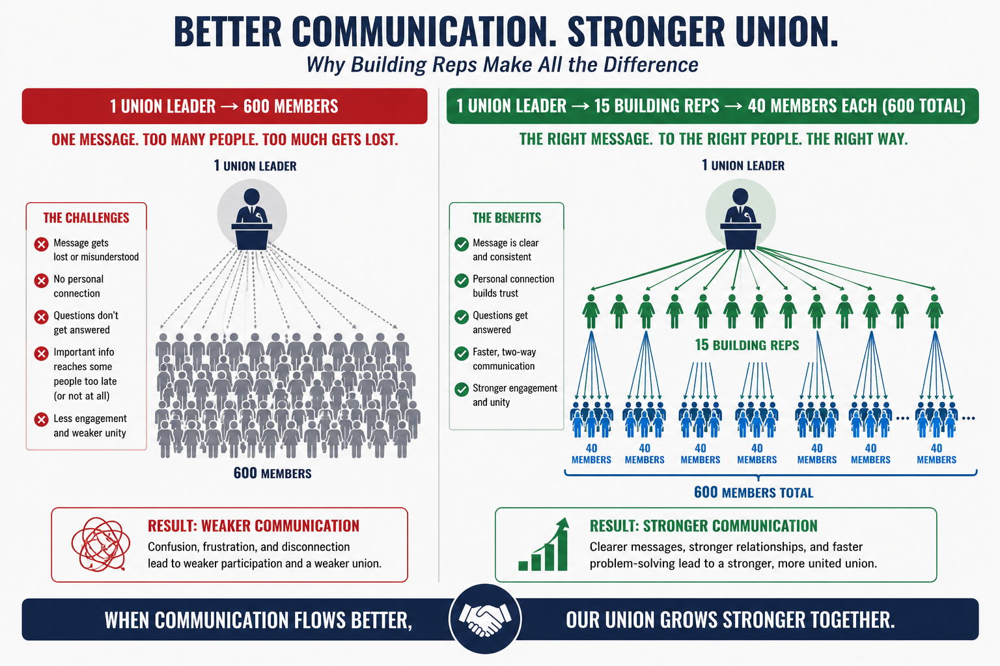 BETTER COMMUNICATION. STRONGER UNION.
Why Building Reps Make All the Difference
1 UNION LEADER → 600 MEMBERS
ONE MESSAGE. TOO MANY PEOPLE. TOO MUCH GETS LOST.
1 UNION LEADER
THE CHALLENGES
Message gets
lost or misunderstood
No personal
connection
Questions don't
get answered
Important info
reaches some
people too late
(or not at all)
Less engagement
and weaker unity
600 MEMBERS
RESULT: WEAKER COMMUNICATION
Confusion, frustration, and disconnection
lead to weaker participation and a weaker union.
1 UNION LEADER → 15 BUILDING REPS → 40 MEMBERS EACH (600 TOTAL)
THE RIGHT MESSAGE. TO THE RIGHT PEOPLE. THE RIGHT WAY.
1 UNION LEADER
THE BENEFITS
Message is clear
and consistent
Personal connection
builds trust
Questions get
answered
Faster, two-way
communication
Stronger engagement
and unity
15 BUILDING REPS
40
MEMBERS
40
MEMBERS
40
MEMBERS
40
MEMBERS
40
MEMBERS
40
MEMBERS
40
MEMBERS
600 MEMBERS TOTAL
RESULT: STRONGER COMMUNICATION
Clearer messages, stronger relationships, and faster
problem-solving lead to a stronger, more united union.
WHEN COMMUNICATION FLOWS BETTER,
OUR UNION GROWS STRONGER TOGETHER.